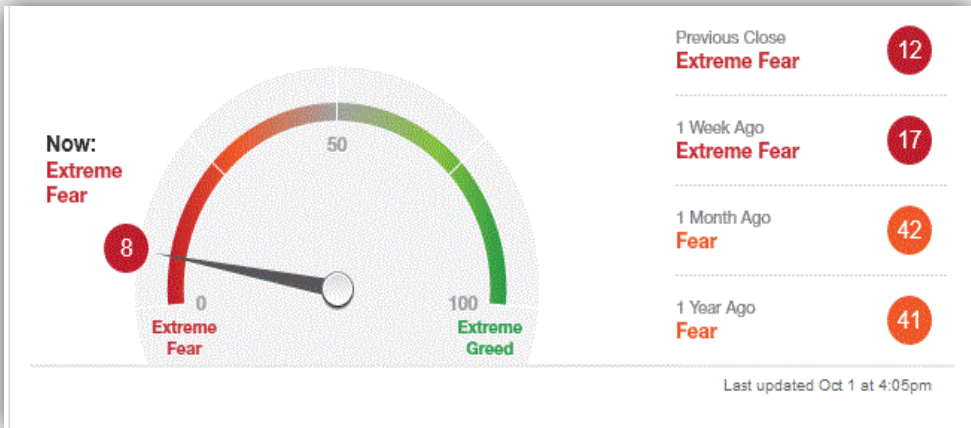 Now:
Extreme
Fear
8
50
0
100
Extreme
Fear
Extreme
Greed
Previous Close
Extreme Fear
12
1 Week Ago
Extreme Fear
17
1 Month Ago
Fear
42
1 Year Ago
Fear
41
Last updated Oct 1 at 4:05pm